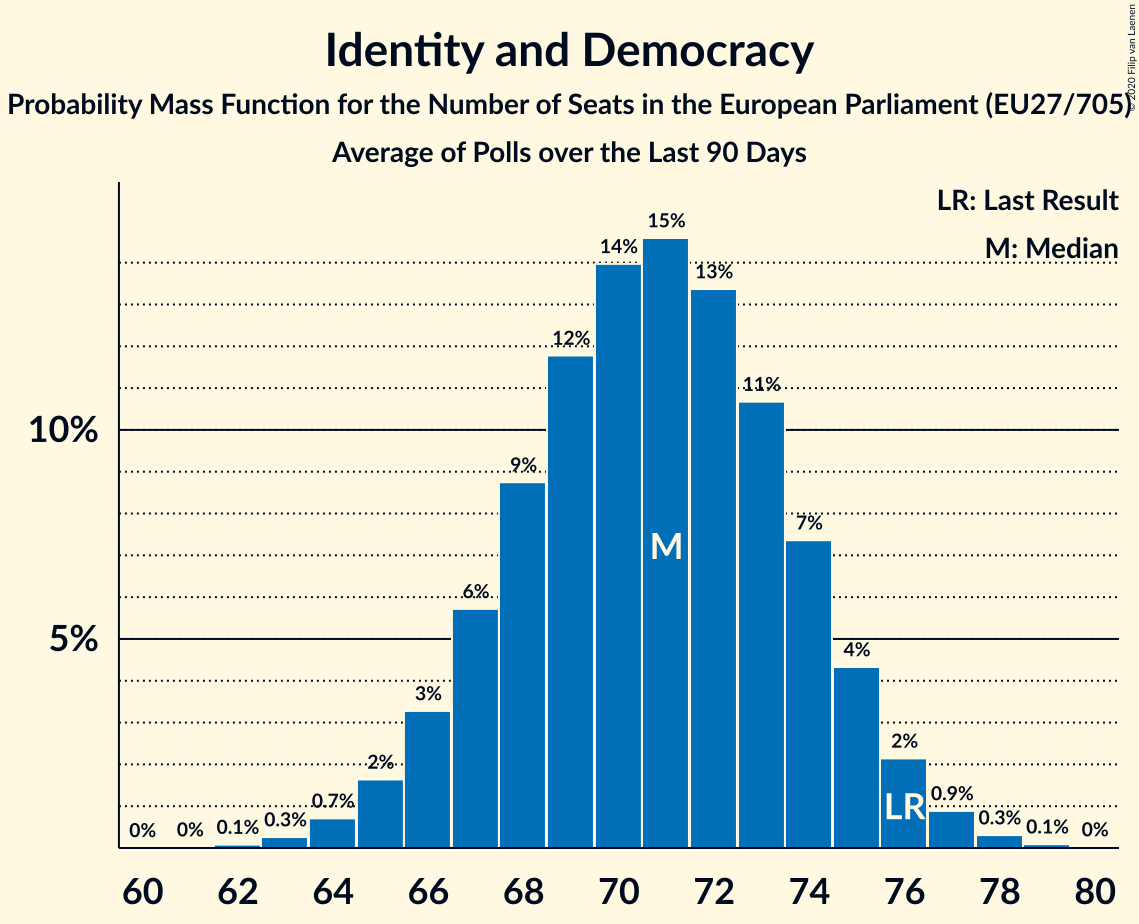 Identity and Democracy
Probability Mass Function for the Number of Seats in the European Parliament (EU27/705)
Average of Polls over the Last 90 Days
© 2020 Filip van Laenen
LR: Last Result
M: Median
10%
5%
0%
0%
0.1%
0.3%
0.7%
2%
3%
6%
9%
12%
14%
15%
13%
11%
7%
4%
2%
0.9%
0.3%
0.1%
0%
M
LR
60 62 64 66 68 70 72 74 76 78 80